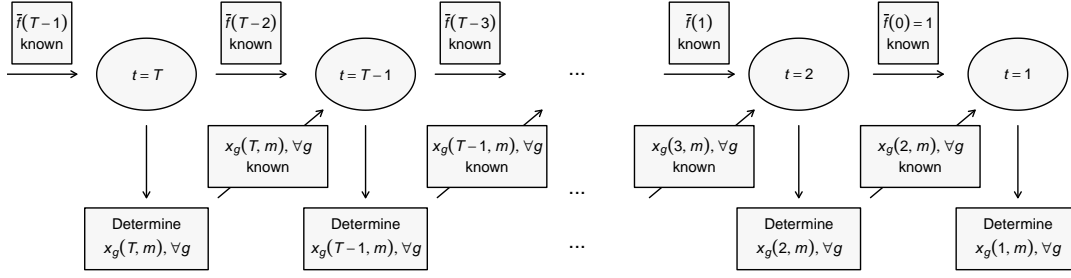 f̄(T−1)
known
f̄(T−2)
known
f̄(T−3)
known
f̄(1)
known
f̄(0) = 1
known
t = T
t = T−1
...
t = 2
t = 1
x_g(T, m), ∀g
known
x_g(T−1, m), ∀g
known
x_g(3, m), ∀g
known
x_g(2, m), ∀g
known
...
Determine
x_g(T, m), ∀g
Determine
x_g(T−1, m), ∀g
...
Determine
x_g(2, m), ∀g
Determine
x_g(1, m), ∀g